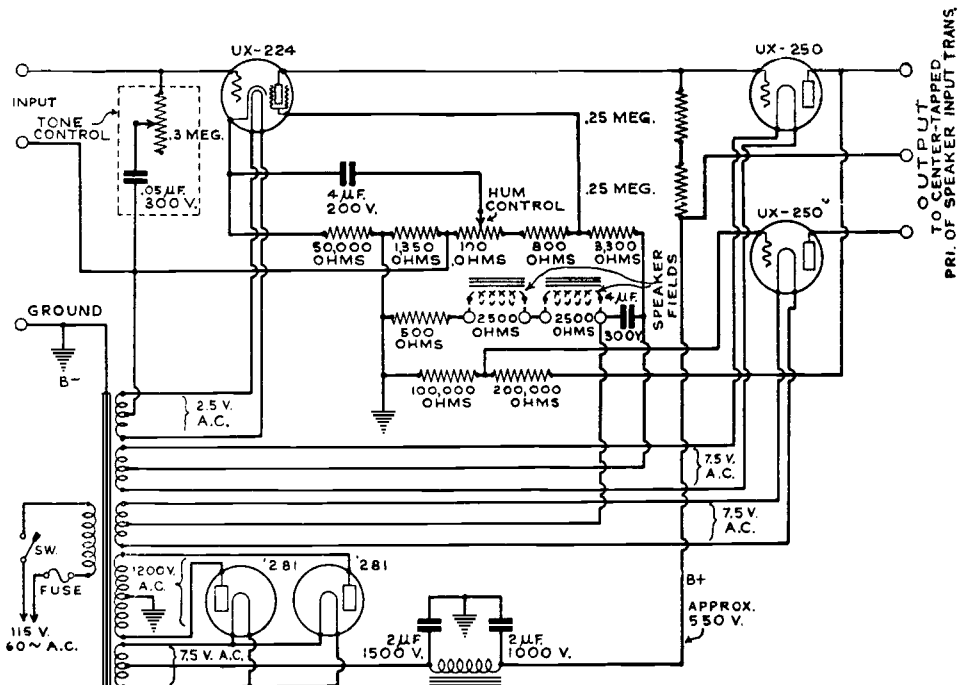 UX-224
UX-250
INPUT
TONE
CONTROL
.3 MEG.
.05 µF.
300 V.
4 µF.
200 V.
HUM
CONTROL
.25 MEG.
.25 MEG.
50,000
OHMS
1,350
OHMS
100
OHMS
800
OHMS
3,300
OHMS
UX-250
OUTPUT
TO CENTER-TAPPED
PRI. OF SPEAKER INPUT TRANS.
SPEAKER
FIELDS
500
OHMS
2500
OHMS
2500
OHMS
4 µF.
300V.
GROUND
B-
100,000
OHMS
200,000
OHMS
2.5 V.
A.C.
7.5 V.
A.C.
7.5 V.
A.C.
SW.
FUSE
115 V.
60~ A.C.
1200V.
A.C.
'281
'281
7.5 V. A.C.
2 µF.
1500 V.
2 µF.
1000 V.
B+
APPROX.
550 V.